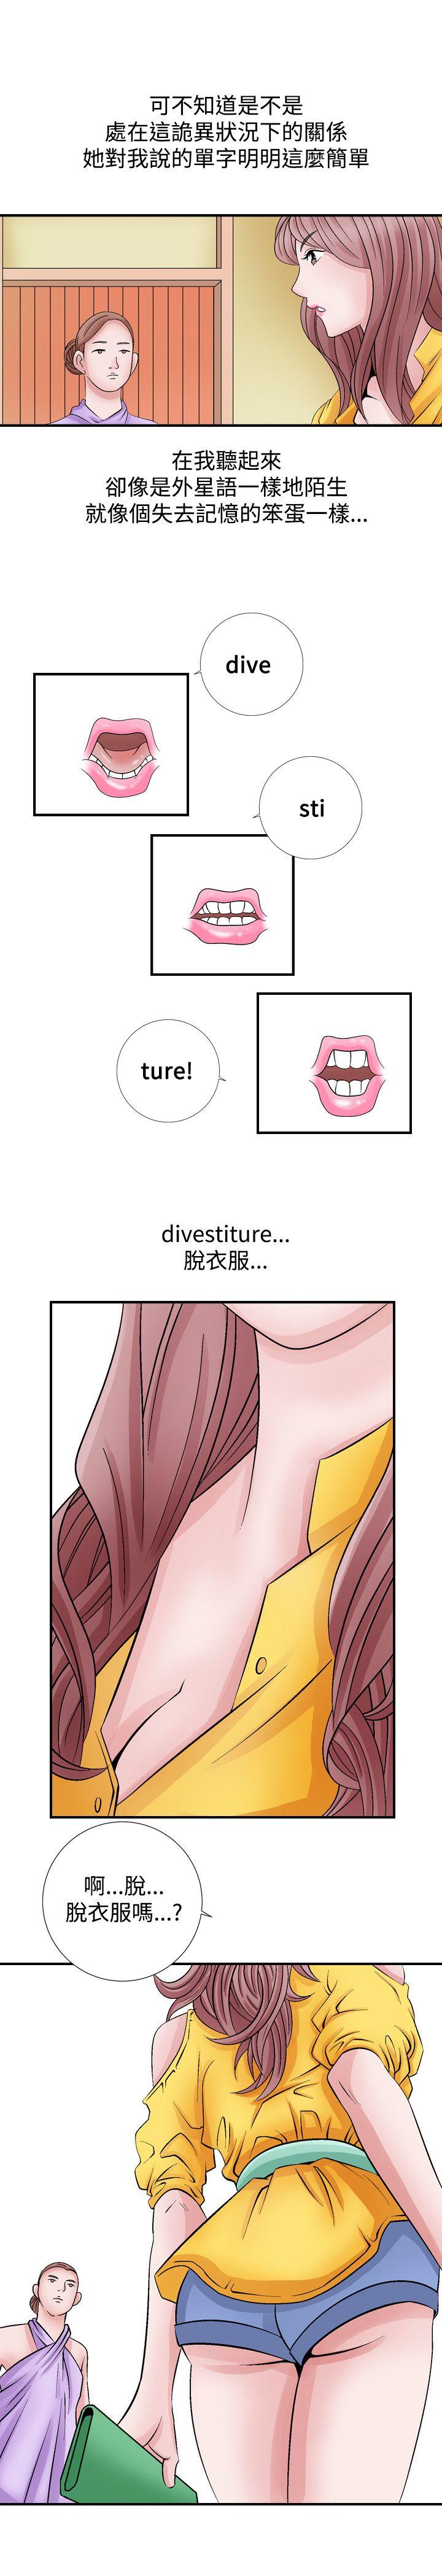 可不知道是不是
處在這詭異狀況下的關係
她對我說的單字明明這麼簡單
在我聽起來
卻像是外星語一樣地陌生
就像個失去記憶的笨蛋一樣...
dive
sti
ture!
divestiture...
脫衣服...
啊...脫...
脫衣服嗎...?